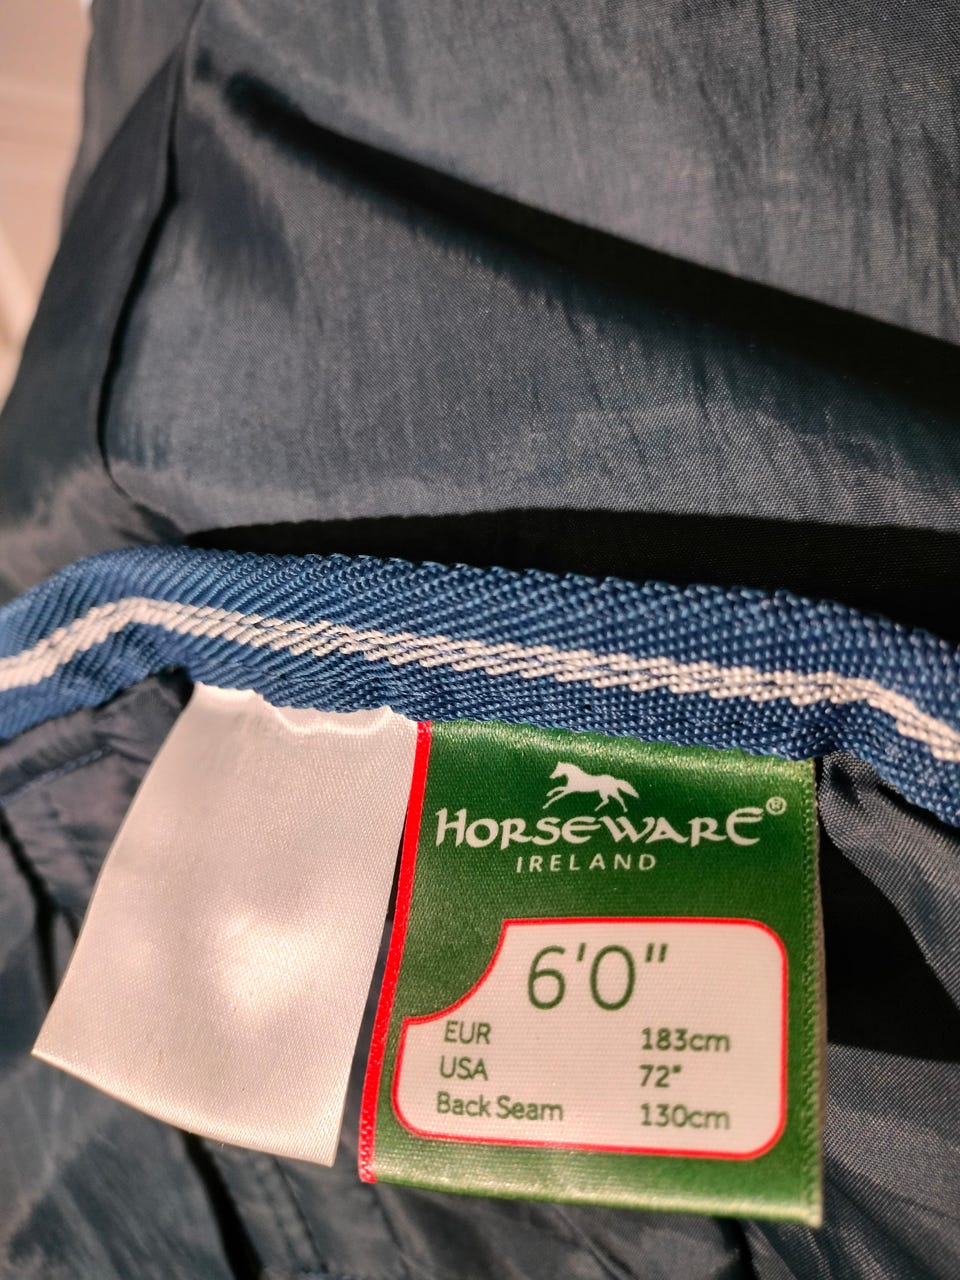 HORSEWARE®
IRELAND
6'0"
EUR 183cm
USA 72"
Back Seam 130cm